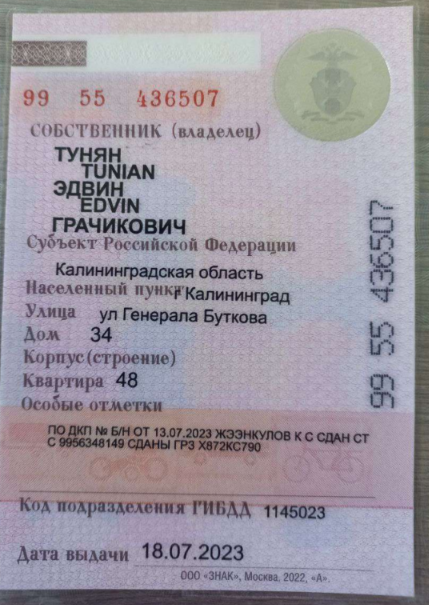 99 55 436507
СОБСТВЕННИК (владелец)
ТУНЯН
TUNIAN
ЭДВИН
EDVIN
ГРАЧИКОВИЧ
Субъект Российской Федерации
Калининградская область
Населенный пункт г Калининград
Улица ул Генерала Буткова
Дом 34
Корпус (строение)
Квартира 48
Особые отметки
ПО ДКП № Б/Н ОТ 13.07.2023 ЖЭЭНКУЛОВ К С СДАН СТ
С 9956348149 СДАНЫ ГРЗ Х872КС790
Код подразделения ГИБДД 1145023
Дата выдачи 18.07.2023
ООО «ЗНАК», Москва, 2022, «А».
99 55 436507